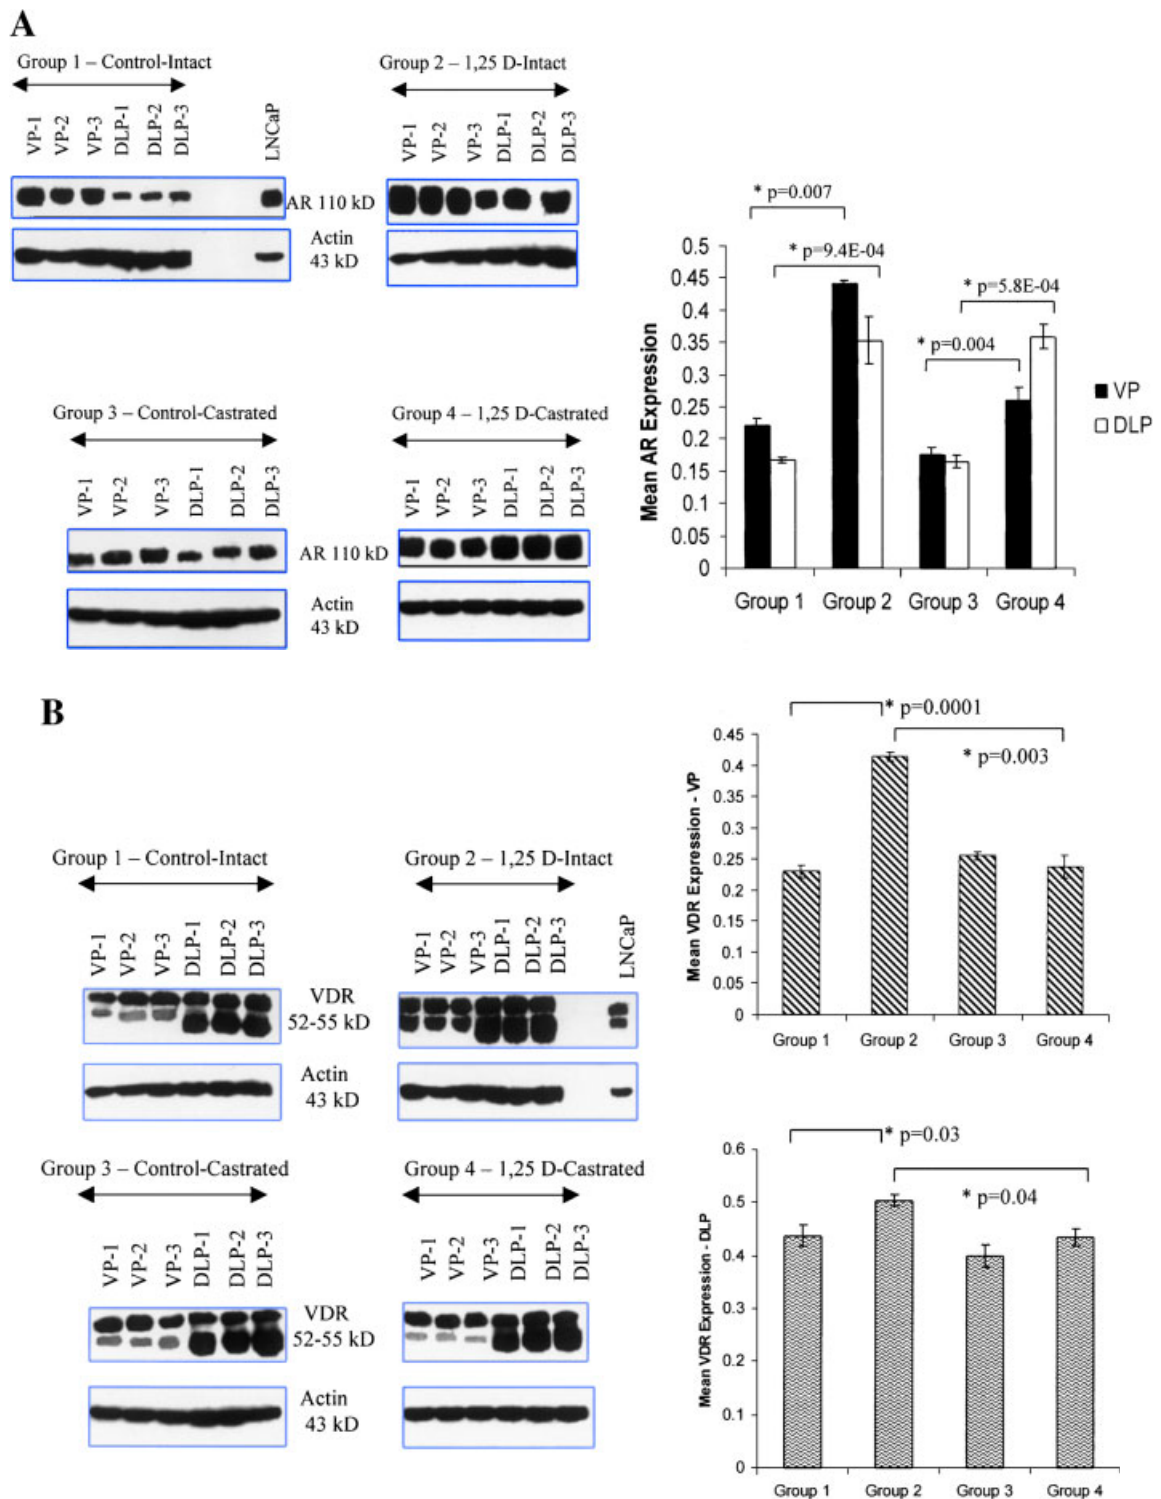 A
Group 1 – Control-Intact
VP-1
VP-2
VP-3
DLP-1
DLP-2
DLP-3
LNCaP
Group 2 – 1,25 D-Intact
VP-1
VP-2
VP-3
DLP-1
DLP-2
DLP-3
AR 110 kD
Actin
43 kD
Group 3 – Control-Castrated
VP-1
VP-2
VP-3
DLP-1
DLP-2
DLP-3
Group 4 – 1,25 D-Castrated
VP-1
VP-2
VP-3
DLP-1
DLP-2
DLP-3
AR 110 kD
Actin
43 kD
* p=0.007
* p=9.4E-04
* p=5.8E-04
* p=0.004
Mean AR Expression
0.5
0.45
0.4
0.35
0.3
0.25
0.2
0.15
0.1
0.05
0
Group 1
Group 2
Group 3
Group 4
VP
DLP
B
Group 1 – Control-Intact
VP-1
VP-2
VP-3
DLP-1
DLP-2
DLP-3
Group 2 – 1,25 D-Intact
VP-1
VP-2
VP-3
DLP-1
DLP-2
DLP-3
LNCaP
VDR
52-55 kD
Actin
43 kD
Group 3 – Control-Castrated
VP-1
VP-2
VP-3
DLP-1
DLP-2
DLP-3
Group 4 – 1,25 D-Castrated
VP-1
VP-2
VP-3
DLP-1
DLP-2
DLP-3
VDR
52-55 kD
Actin
43 kD
* p=0.0001
* p=0.003
Mean VDR Expression - VP
0.45
0.4
0.35
0.3
0.25
0.2
0.15
0.1
0.05
0
Group 1
Group 2
Group 3
Group 4
* p=0.03
* p=0.04
Mean VDR Expression - DLP
0.6
0.5
0.4
0.3
0.2
0.1
0
Group 1
Group 2
Group 3
Group 4